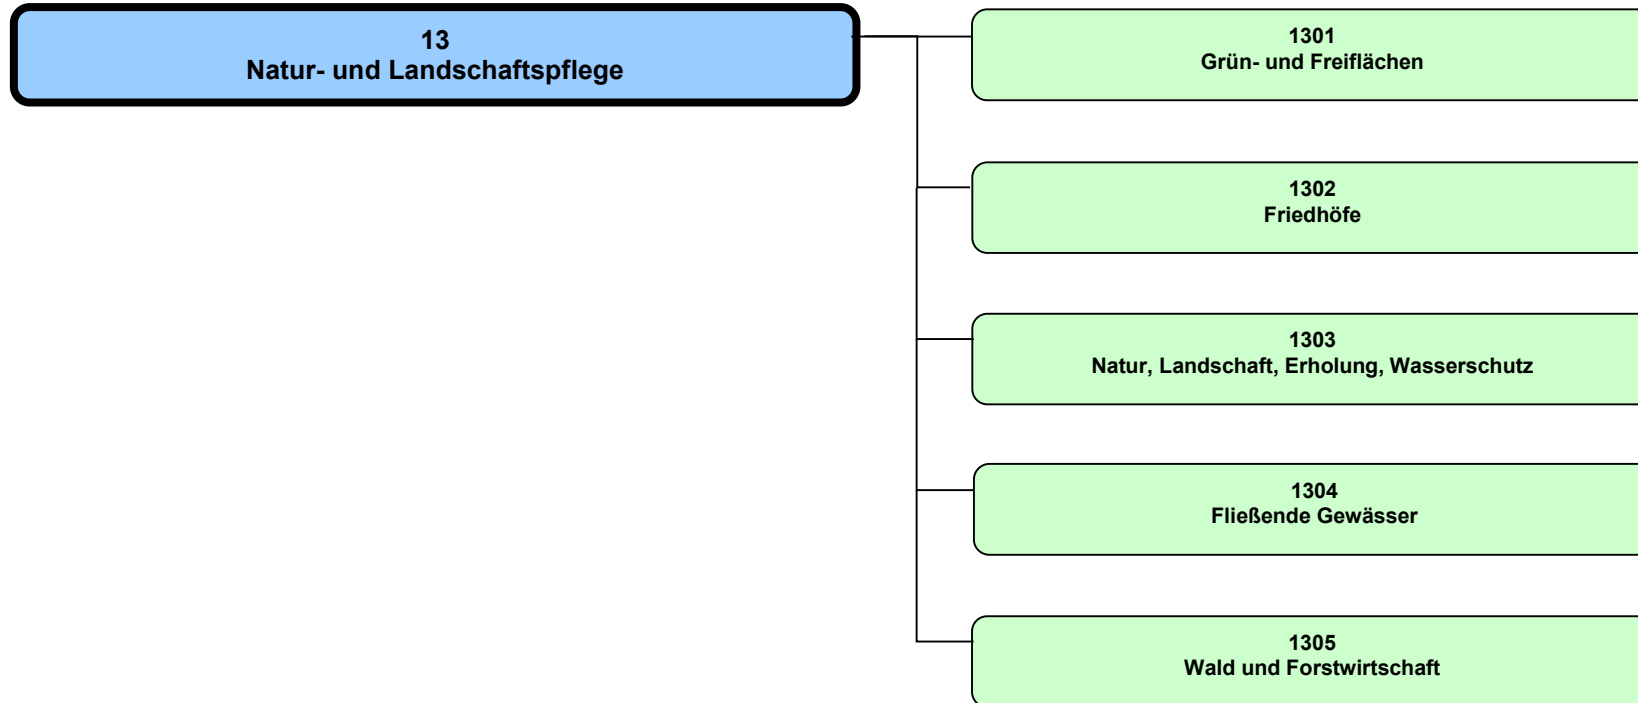 13
Natur- und Landschaftspflege
1301
Grün- und Freiflächen
1302
Friedhöfe
1303
Natur, Landschaft, Erholung, Wasserschutz
1304
Fließende Gewässer
1305
Wald und Forstwirtschaft